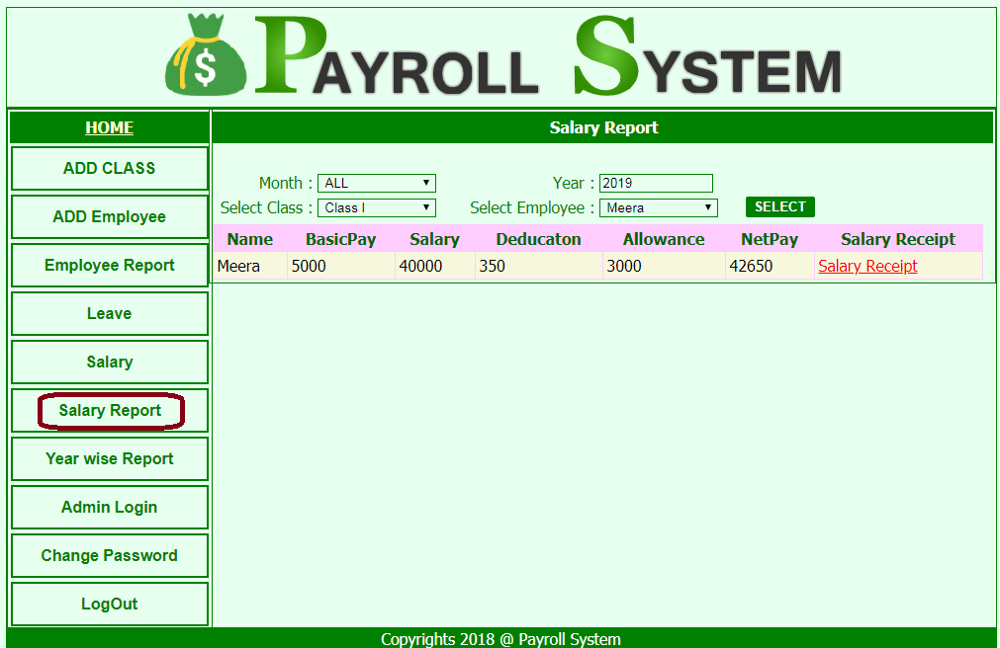 $ PAYROLL SYSTEM
HOME
Salary Report
ADD CLASS
ADD Employee
Employee Report
Leave
Salary
Salary Report
Year wise Report
Admin Login
Change Password
LogOut
Month : ALL Year : 2019
Select Class : Class I Select Employee : Meera SELECT
Name BasicPay Salary Deducaton Allowance NetPay Salary Receipt
Meera 5000 40000 350 3000 42650 Salary Receipt
Copyrights 2018 @ Payroll System